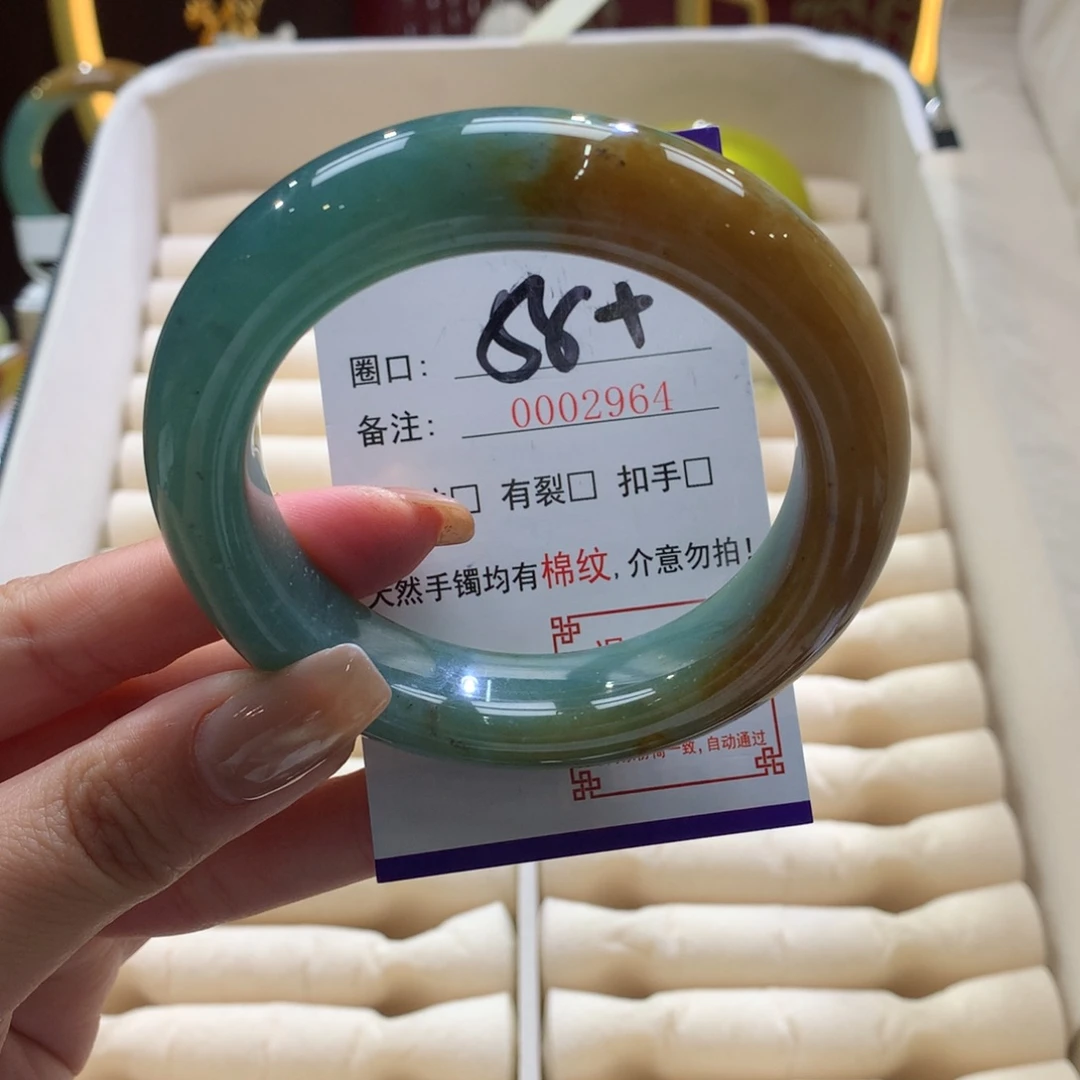 圈口: 58+
备注: 0002964
□ 有裂□ 扣手□
天然手镯均有棉纹, 介意勿拍!
一致, 自动通过